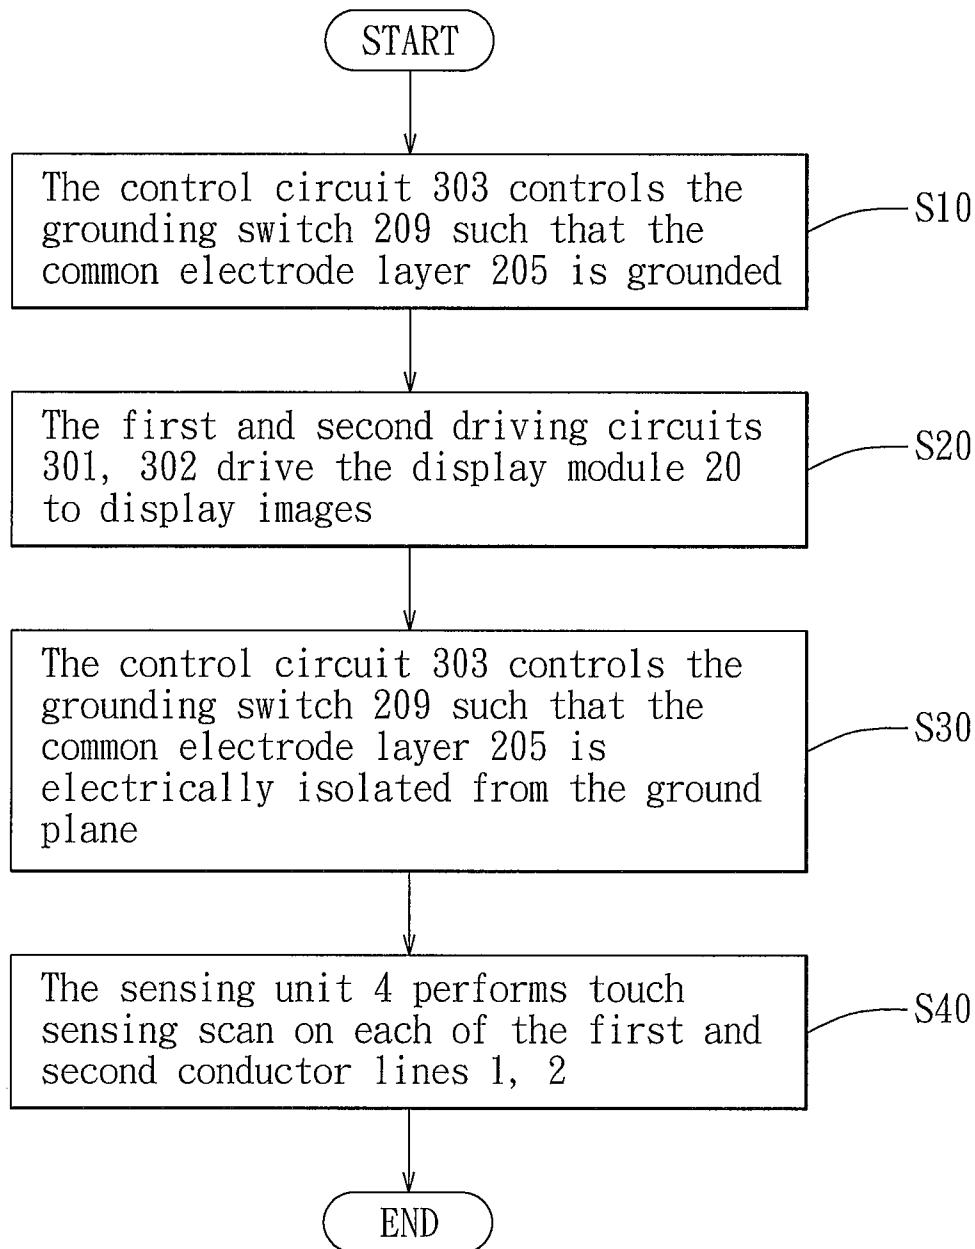 START
The control circuit 303 controls the
grounding switch 209 such that the
common electrode layer 205 is grounded
S10
The first and second driving circuits
301, 302 drive the display module 20
to display images
S20
The control circuit 303 controls the
grounding switch 209 such that the
common electrode layer 205 is
electrically isolated from the ground
plane
S30
The sensing unit 4 performs touch
sensing scan on each of the first and
second conductor lines 1, 2
S40
END